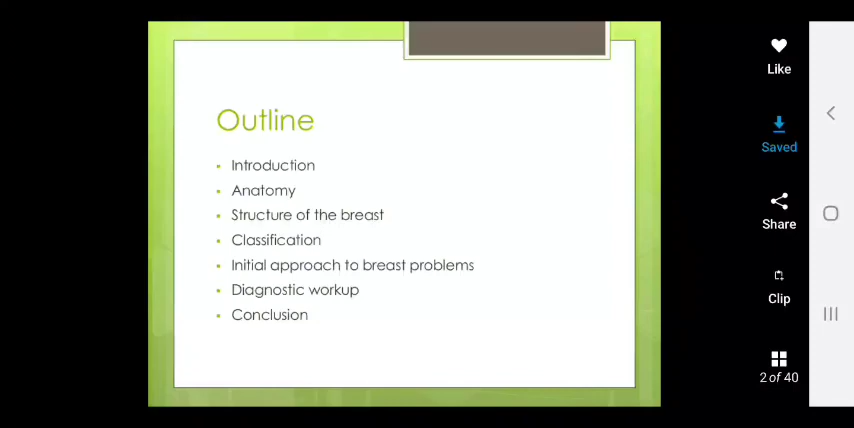 Outline
Introduction
Anatomy
Structure of the breast
Classification
Initial approach to breast problems
Diagnostic workup
Conclusion
Like
Saved
Share
Clip
2 of 40